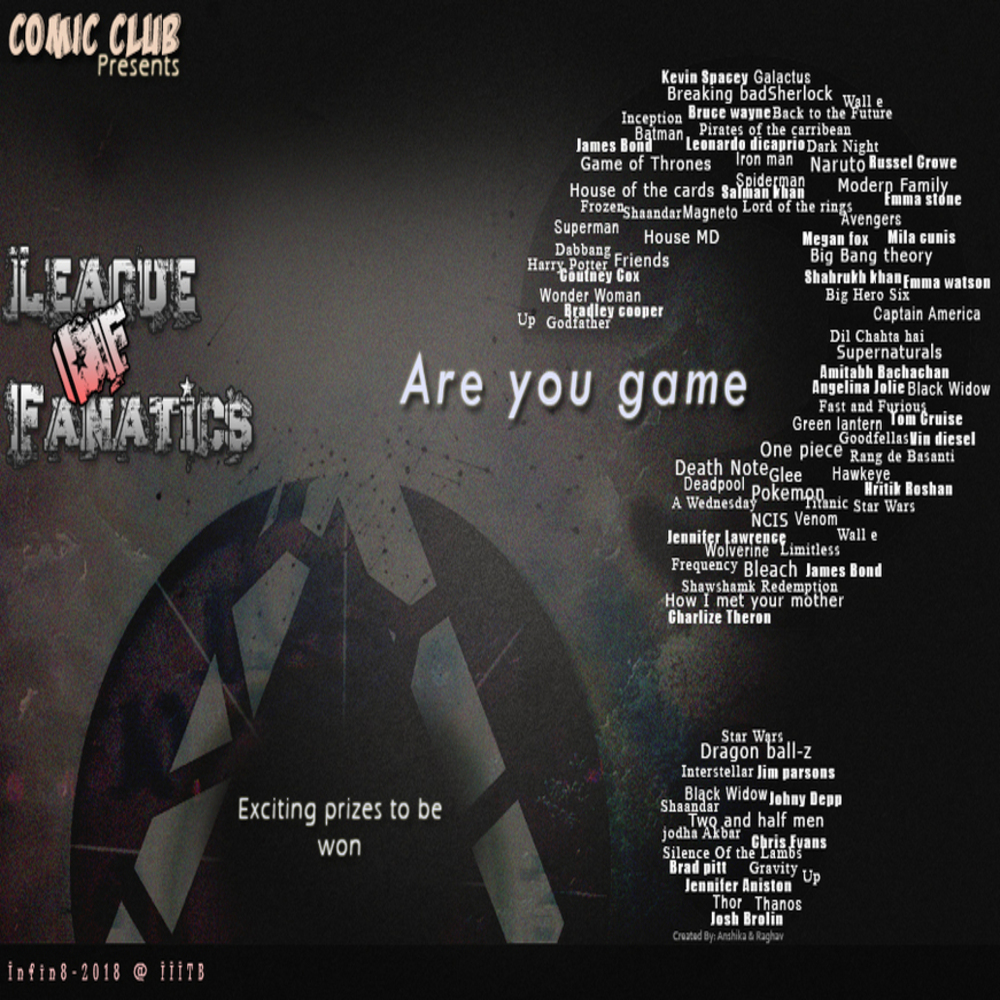 COMIC CLUB
Presents
LEAGUE
OF
FANATICS
Are you game
Kevin Spacey Galactus
Breaking bad Sherlock
Wall e
Inception Bruce wayne Back to the Future
Batman Pirates of the carribean
James Bond Leonardo dicaprio Dark Night
Game of Thrones Iron man Naruto Russel Crowe
Spiderman Modern Family
House of the cards Salman khan Emma stone
Frozen Shaandar Magneto Lord of the rings
Avengers
Superman House MD Megan fox Mila cunis
Dabbang Big Bang theory
Harry Potter Friends
Coutney Cox Shahrukh khan Emma watson
Wonder Woman Big Hero Six
Bradley cooper Captain America
Up Godfather
Dil Chahta hai
Supernaturals
Amitabh Bachachan
Angelina Jolie Black Widow
Fast and Furious
Green lantern Tom Cruise
Goodfellas Vin diesel
One piece Rang de Basanti
Death Note Glee Hawkeye
Deadpool Pokemon Hritik Roshan
A Wednesday Titanic Star Wars
NCIS Venom
Jennifer Lawrence Wall e
Wolverine Limitless
Frequency Bleach James Bond
Shawshamk Redemption
How I met your mother
Charlize Theron
Star Wars
Dragon ball-z
Interstellar Jim parsons
Black Widow Johny Depp
Shaandar
Two and half men
jodha Akbar Chris Evans
Silence Of the Lambs
Brad pitt Gravity Up
Jennifer Aniston
Thor Thanos
Josh Brolin
Created By: Anshika & Raghav
Exciting prizes to be
won
infin8-2018 @ IIITB